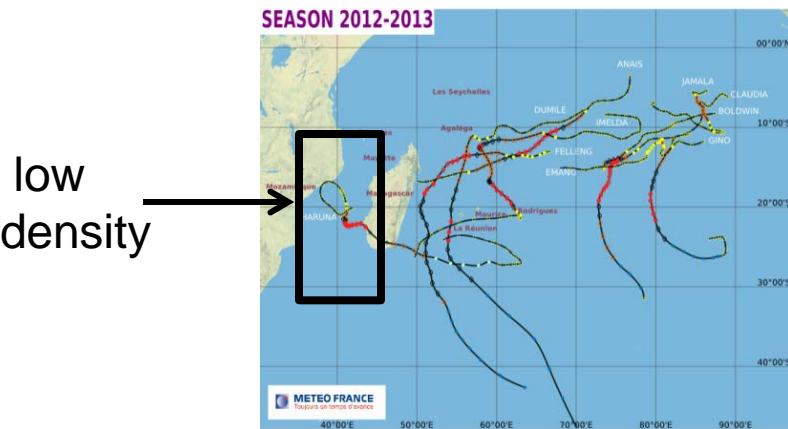 SEASON 2012-2013
00°00'N
ANAIS
JAMALA
CLAUDIA
BOLDWIN
Les Seychelles
DUMILE
IMELDA
10°00'S
Agaléga
GINO
FELLENG
EMANG
low
density
Mozambique
Madagascar
HARUNA
Maurice
Rodrigues
La Réunion
20°00'S
30°00'S
40°00'S
METEO FRANCE
Toujours un temps d'avance
40°00'E
50°00'E
60°00'E
70°00'E
80°00'E
90°00'E